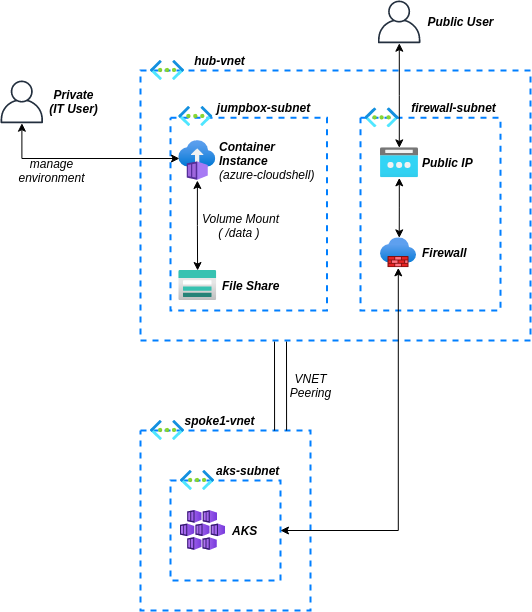 Public User
hub-vnet
Private
(IT User)
jumpbox-subnet
firewall-subnet
Container
Instance
(azure-cloudshell)
Public IP
manage
environment
Volume Mount
( /data )
Firewall
File Share
VNET
Peering
spoke1-vnet
aks-subnet
AKS